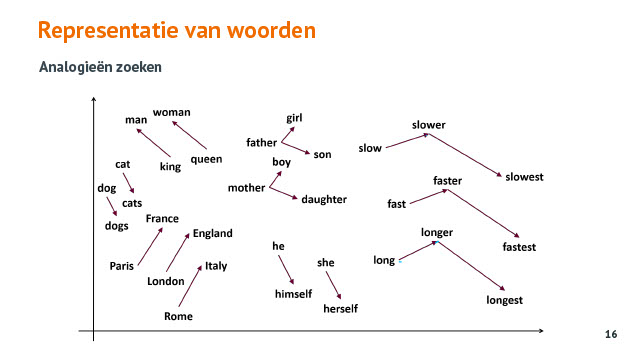 Representatie van woorden
Analogieën zoeken
woman
man
king
queen
cat
dog
cats
dogs
France
England
Paris
Italy
London
Rome
girl
father
son
boy
mother
daughter
he
she
himself
herself
slower
slow
slowest
faster
fast
fastest
longer
long
longest
16